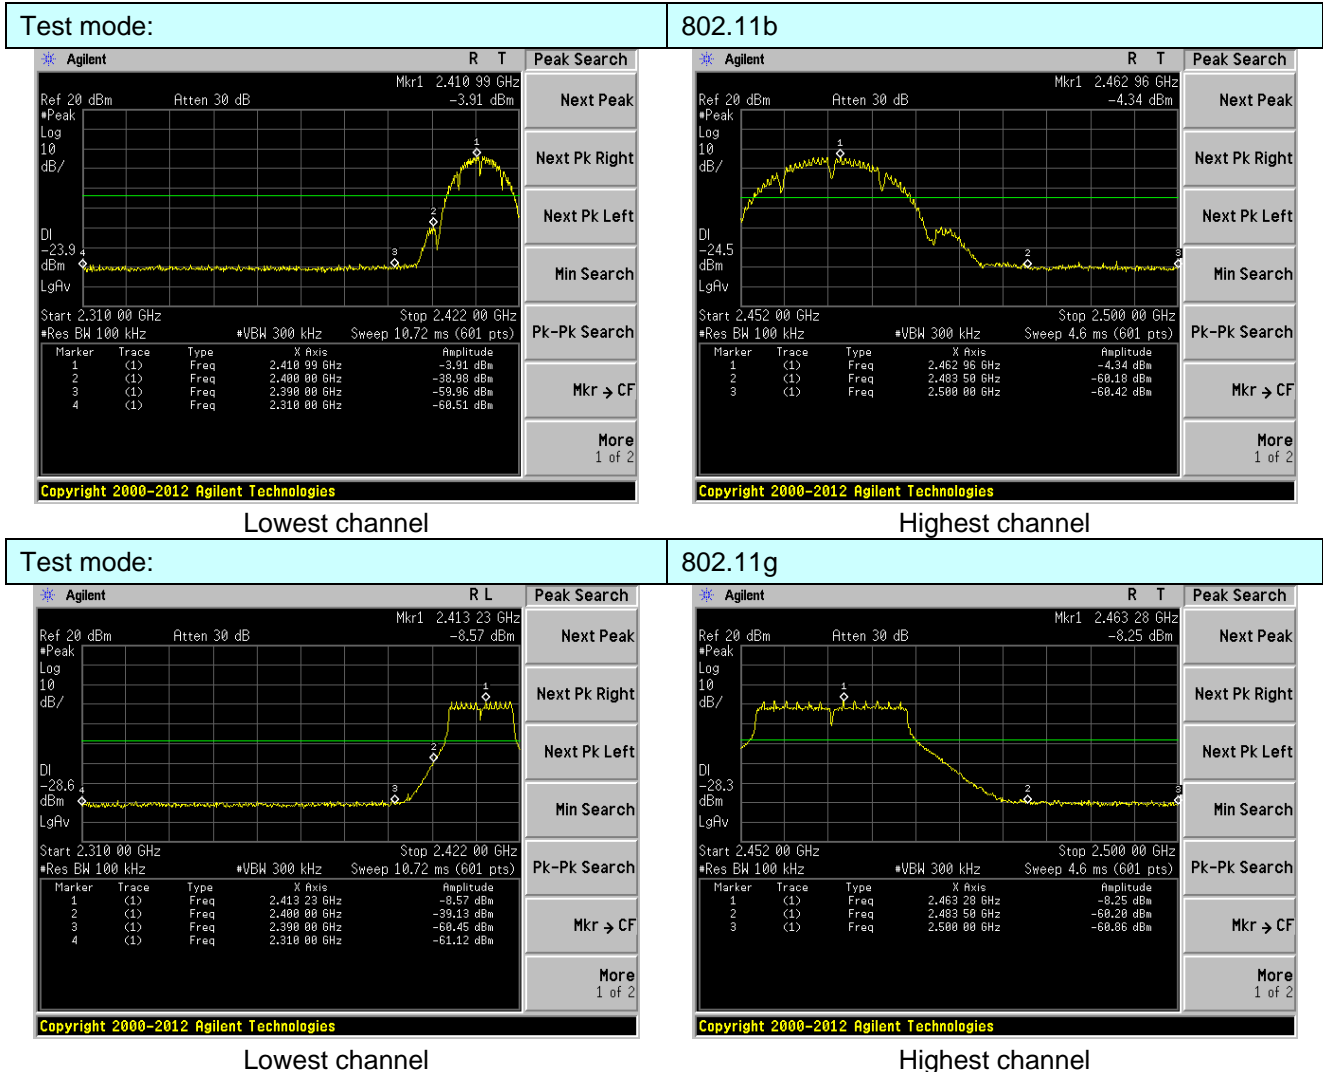 Test mode: 802.11b
Agilent R T Peak Search
Mkr1 2.410 99 GHz
Ref 20 dBm Atten 30 dB -3.91 dBm
#Peak
Log
10
dB/
DI
-23.9
dBm
LgAv
1
2
3
4
Start 2.310 00 GHz Stop 2.422 00 GHz
#Res BW 100 kHz #VBW 300 kHz Sweep 10.72 ms (601 pts)
Marker Trace Type X Axis Amplitude
1 (1) Freq 2.410 99 GHz -3.91 dBm
2 (1) Freq 2.400 00 GHz -38.98 dBm
3 (1) Freq 2.390 00 GHz -59.96 dBm
4 (1) Freq 2.310 00 GHz -60.51 dBm
Next Peak
Next Pk Right
Next Pk Left
Min Search
Pk-Pk Search
Mkr → CF
More
1 of 2
Copyright 2000-2012 Agilent Technologies
Lowest channel
Agilent R T Peak Search
Mkr1 2.462 96 GHz
Ref 20 dBm Atten 30 dB -4.34 dBm
#Peak
Log
10
dB/
DI
-24.5
dBm
LgAv
1
2
3
Start 2.452 00 GHz Stop 2.500 00 GHz
#Res BW 100 kHz #VBW 300 kHz Sweep 4.6 ms (601 pts)
Marker Trace Type X Axis Amplitude
1 (1) Freq 2.462 96 GHz -4.34 dBm
2 (1) Freq 2.483 50 GHz -60.18 dBm
3 (1) Freq 2.500 00 GHz -60.42 dBm
Next Peak
Next Pk Right
Next Pk Left
Min Search
Pk-Pk Search
Mkr → CF
More
1 of 2
Copyright 2000-2012 Agilent Technologies
Highest channel
Test mode: 802.11g
Agilent R L Peak Search
Mkr1 2.413 23 GHz
Ref 20 dBm Atten 30 dB -8.57 dBm
#Peak
Log
10
dB/
DI
-28.6
dBm
LgAv
1
2
3
4
Start 2.310 00 GHz Stop 2.422 00 GHz
#Res BW 100 kHz #VBW 300 kHz Sweep 10.72 ms (601 pts)
Marker Trace Type X Axis Amplitude
1 (1) Freq 2.413 23 GHz -8.57 dBm
2 (1) Freq 2.400 00 GHz -39.13 dBm
3 (1) Freq 2.390 00 GHz -60.45 dBm
4 (1) Freq 2.310 00 GHz -61.12 dBm
Next Peak
Next Pk Right
Next Pk Left
Min Search
Pk-Pk Search
Mkr → CF
More
1 of 2
Copyright 2000-2012 Agilent Technologies
Lowest channel
Agilent R T Peak Search
Mkr1 2.463 28 GHz
Ref 20 dBm Atten 30 dB -8.25 dBm
#Peak
Log
10
dB/
DI
-28.3
dBm
LgAv
1
2
3
Start 2.452 00 GHz Stop 2.500 00 GHz
#Res BW 100 kHz #VBW 300 kHz Sweep 4.6 ms (601 pts)
Marker Trace Type X Axis Amplitude
1 (1) Freq 2.463 28 GHz -8.25 dBm
2 (1) Freq 2.483 50 GHz -60.20 dBm
3 (1) Freq 2.500 00 GHz -60.86 dBm
Next Peak
Next Pk Right
Next Pk Left
Min Search
Pk-Pk Search
Mkr → CF
More
1 of 2
Copyright 2000-2012 Agilent Technologies
Highest channel